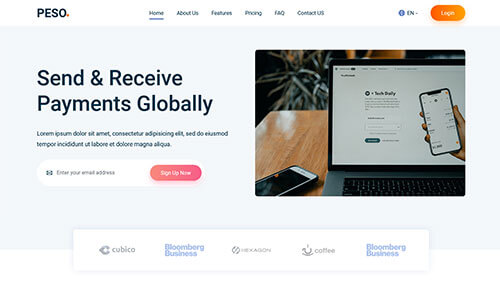 PESO.
Home About Us Features Pricing FAQ Contact US
EN
Login
Send & Receive
Payments Globally
Lorem ipsum dolor sit amet, consectetur adipisicing elit, sed do eiusmod
tempor incididunt ut labore et dolore magna aliqua.
Enter your email address
Sign Up Now
+ Tech Daily
cubico
Bloomberg
Business
HEXAGON
coffee
Bloomberg
Business